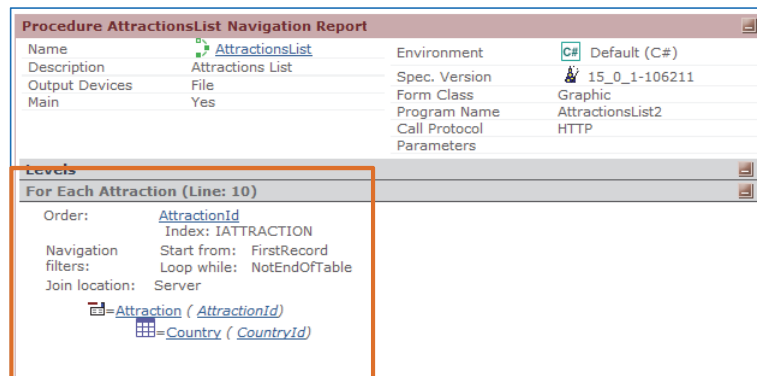 Procedure AttractionsList Navigation Report
Name AttractionsList
Description Attractions List
Output Devices File
Main Yes
Environment C# Default (C#)
Spec. Version 15_0_1-106211
Form Class Graphic
Program Name AttractionsList2
Call Protocol HTTP
Parameters
Levels
For Each Attraction (Line: 10)
Order: AttractionId
Index: IATTRACTION
Navigation filters: Start from: FirstRecord
Loop while: NotEndOfTable
Join location: Server
=Attraction ( AttractionId)
=Country ( CountryId)